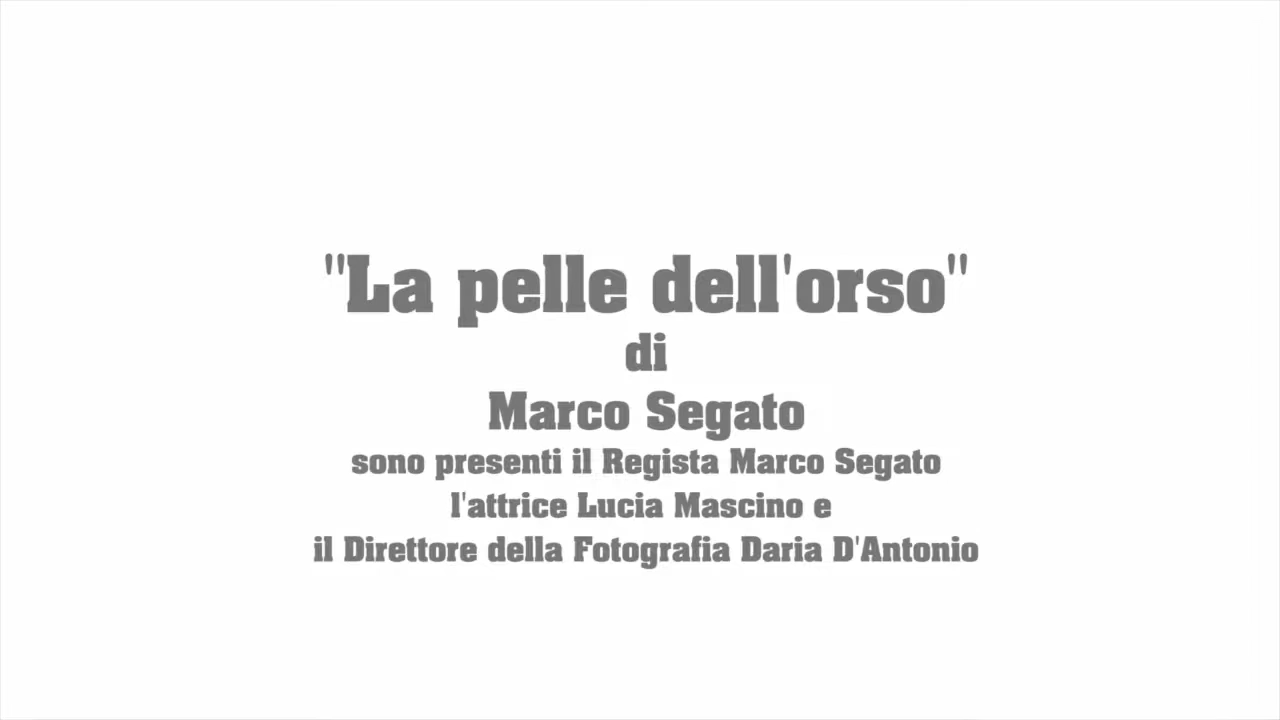 "La pelle dell'orso"
di
Marco Segato
sono presenti il Regista Marco Segato
l'attrice Lucia Mascino e
il Direttore della Fotografia Daria D'Antonio